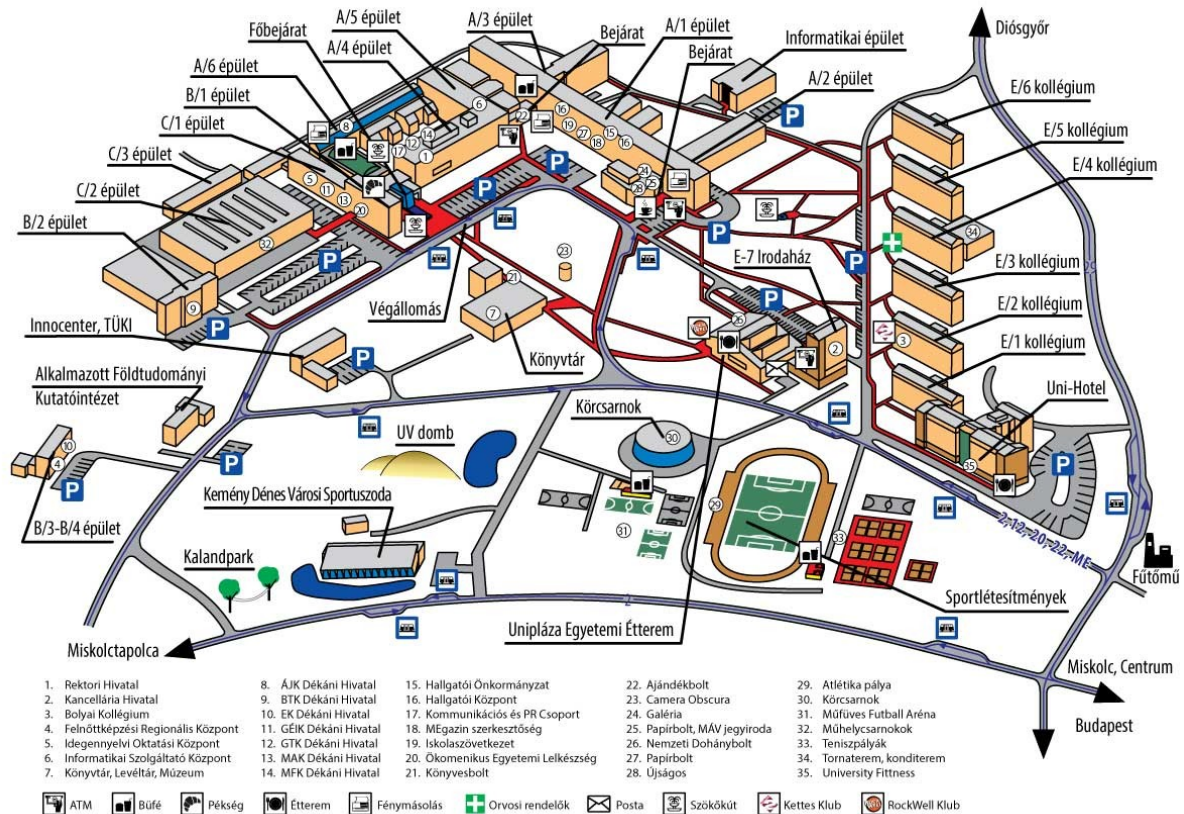 A/5 épület
A/3 épület
Diósgyőr
Főbejárat
A/4 épület
Bejárat
A/1 épület
Informatikai épület
Bejárat
A/6 épület
A/2 épület
B/1 épület
E/6 kollégium
C/1 épület
E/5 kollégium
C/3 épület
E/4 kollégium
C/2 épület
B/2 épület
E-7 Irodaház
E/3 kollégium
Innocenter, TÜKI
Végállomás
E/2 kollégium
Könyvtár
E/1 kollégium
Alkalmazott Földtudományi
Kutatóintézet
Körcsarnok
Uni-Hotel
UV domb
Kemény Dénes Városi Sportuszoda
B/3-B/4 épület
2, 12, 20, 22, ME
Kalandpark
Fűtőmű
Sportlétesítmények
Unipláza Egyetemi Étterem
Miskolctapolca
Miskolc, Centrum
Budapest
1. Rektori Hivatal
2. Kancellária Hivatal
3. Bolyai Kollégium
4. Felnőttképzési Regionális Központ
5. Idegennyelvi Oktatási Központ
6. Informatikai Szolgáltató Központ
7. Könyvtár, Levéltár, Múzeum
8. ÁJK Dékáni Hivatal
9. BTK Dékáni Hivatal
10. EK Dékáni Hivatal
11. GÉIK Dékáni Hivatal
12. GTK Dékáni Hivatal
13. MAK Dékáni Hivatal
14. MFK Dékáni Hivatal
15. Hallgatói Önkormányzat
16. Hallgatói Központ
17. Kommunikációs és PR Csoport
18. MEgazin szerkesztőség
19. Iskolaszövetkezet
20. Ökomenikus Egyetemi Lelkészség
21. Könyvesbolt
22. Ajándékbolt
23. Camera Obscura
24. Galéria
25. Papírbolt, MÁV jegyiroda
26. Nemzeti Dohánybolt
27. Papírbolt
28. Újságos
29. Atlétika pálya
30. Körcsarnok
31. Műfüves Futball Aréna
32. Műhelycsarnokok
33. Teniszpályák
34. Tornaterem, konditerem
35. University Fittness
ATM
Büfé
Pékség
Étterem
Fénymásolás
Orvosi rendelők
Posta
Szökőkút
Kettes Klub
RockWell Klub